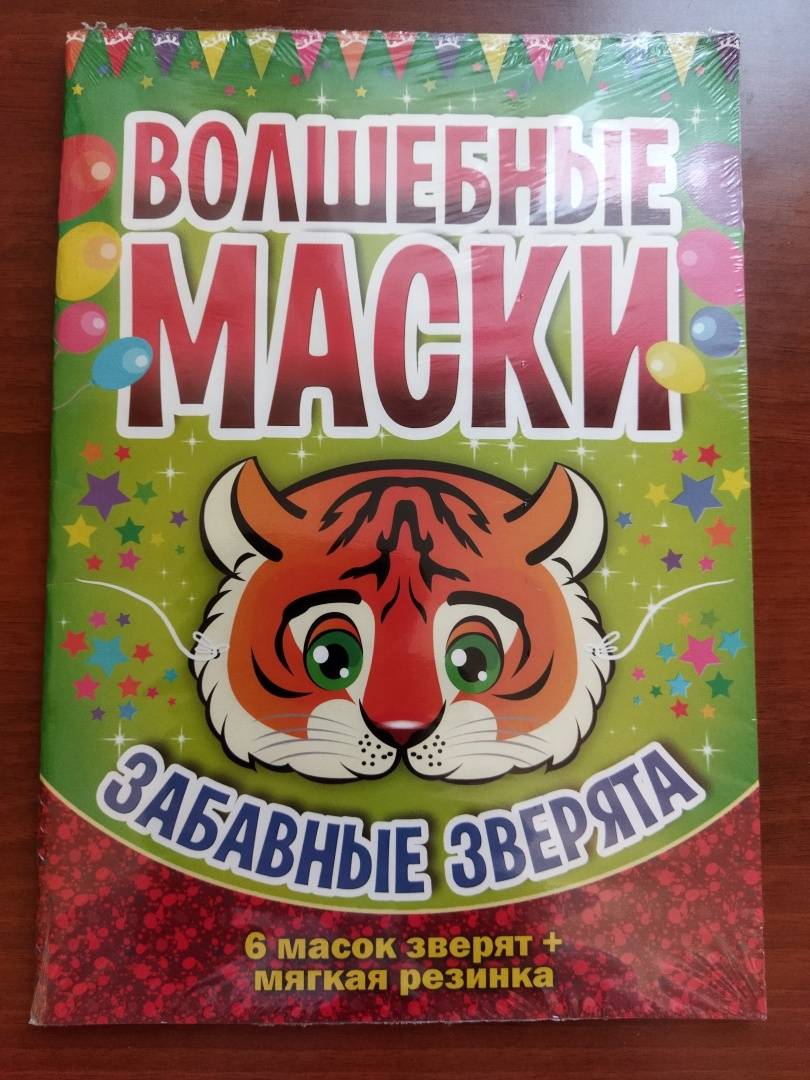 ВОЛШЕБНЫЕ
МАСКИ
ЗАБАВНЫЕ ЗВЕРЯТА
6 масок зверят +
мягкая резинка